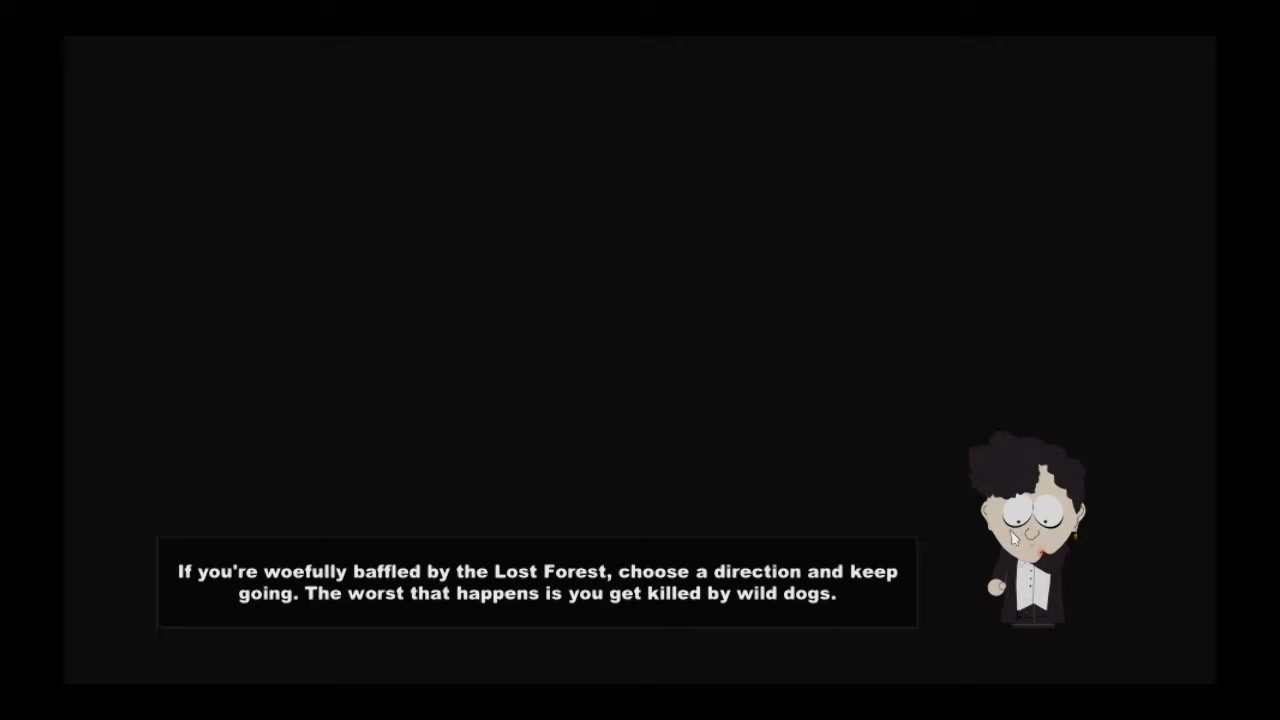 If you're woefully baffled by the Lost Forest, choose a direction and keep
going. The worst that happens is you get killed by wild dogs.